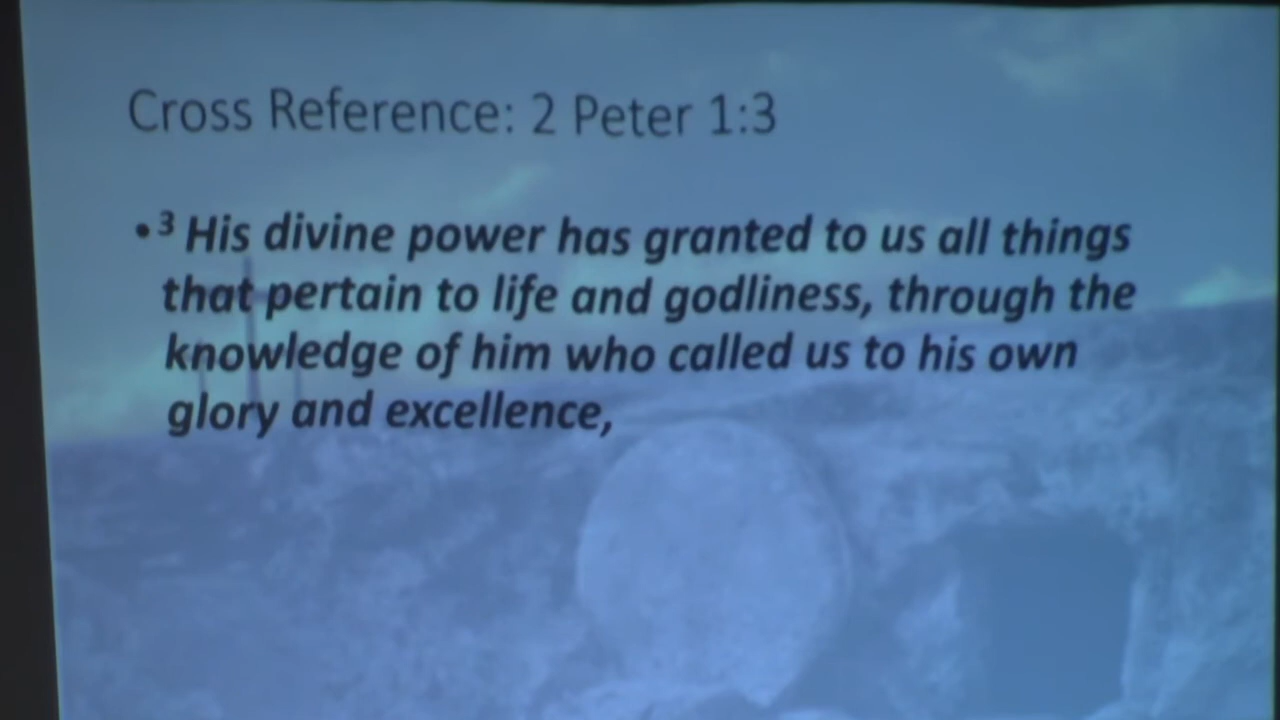 Cross Reference: 2 Peter 1:3
•³ His divine power has granted to us all things
that pertain to life and godliness, through the
knowledge of him who called us to his own
glory and excellence,